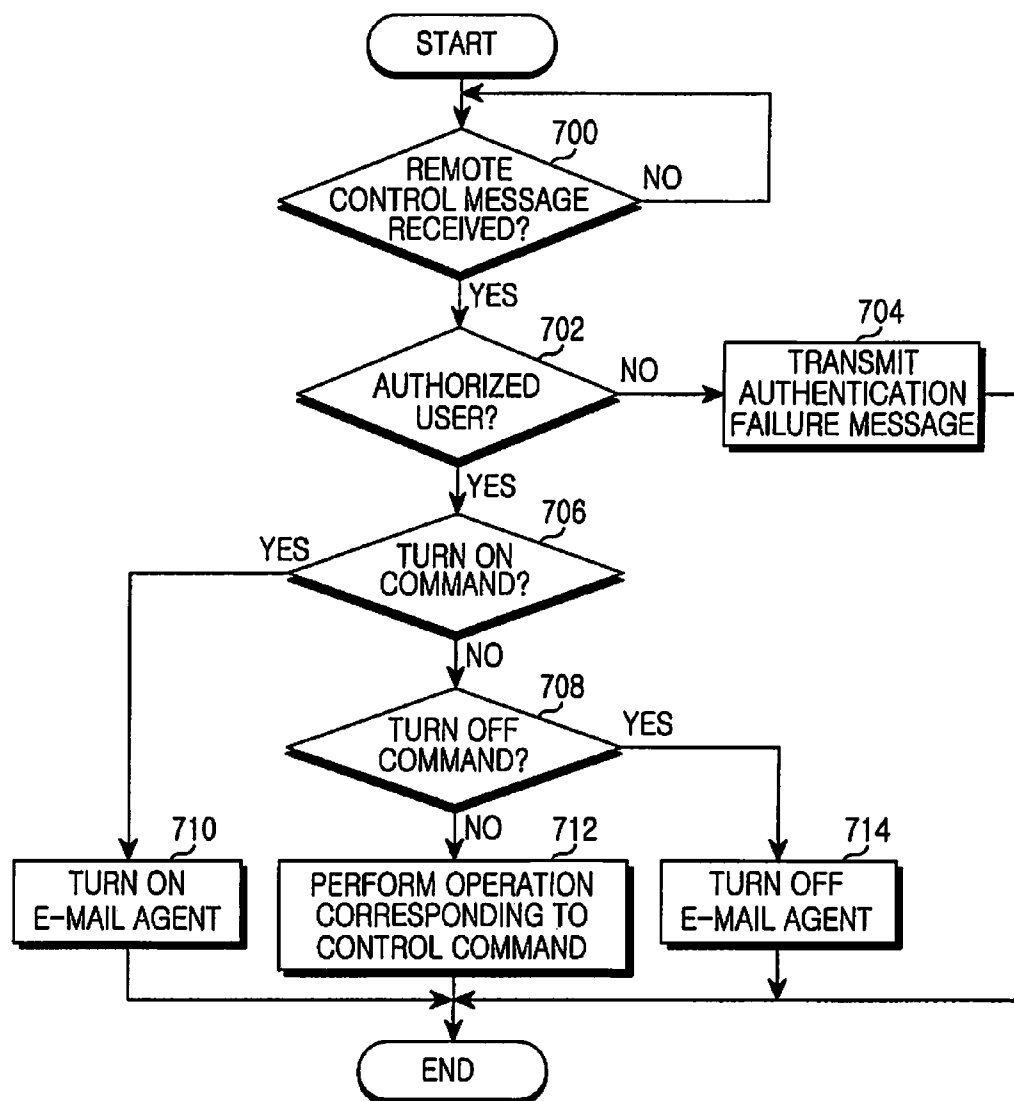 START
700
REMOTE
CONTROL MESSAGE
RECEIVED?
NO
YES
702
AUTHORIZED
USER?
NO
704
TRANSMIT
AUTHENTICATION
FAILURE MESSAGE
YES
706
YES
TURN ON
COMMAND?
NO
708
TURN OFF
COMMAND?
YES
NO
710
TURN ON
E-MAIL AGENT
712
PERFORM OPERATION
CORRESPONDING TO
CONTROL COMMAND
714
TURN OFF
E-MAIL AGENT
END